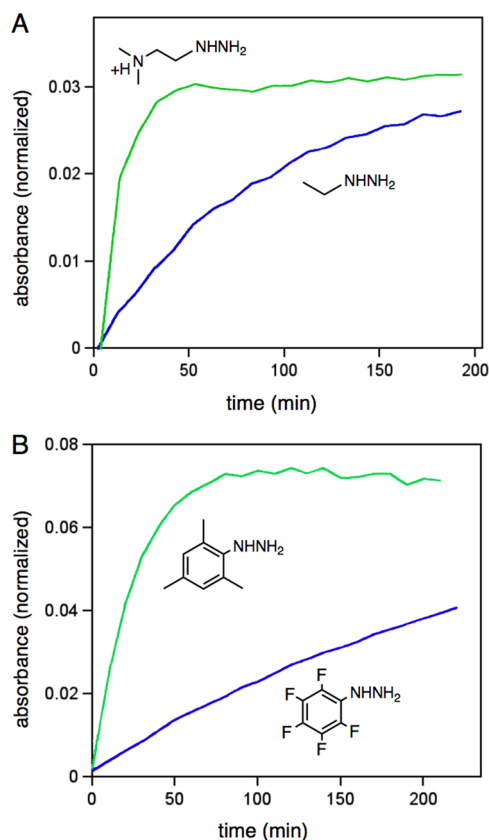 A
N
+H
NHNH₂
NHNH₂
0.03
0.02
0.01
0
0
50
100
150
200
absorbance (normalized)
time (min)
B
0.08
0.06
0.04
0.02
0
0
50
100
150
200
absorbance (normalized)
time (min)
NHNH₂
F
F
NHNH₂
F
F
F